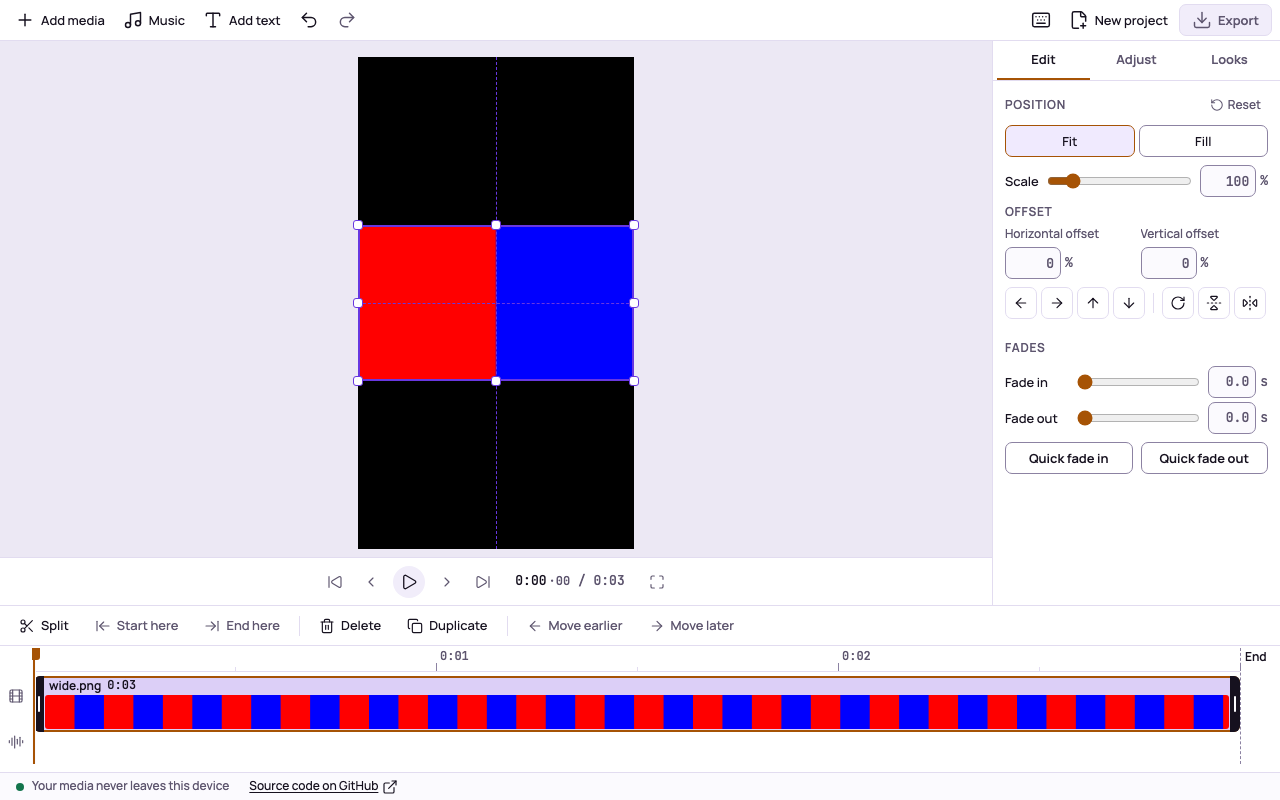 Add media Music Add text New project Export
Edit Adjust Looks
POSITION Reset
Fit Fill
Scale 100 %
OFFSET
Horizontal offset Vertical offset
0 % 0 %
FADES
Fade in 0.0 s
Fade out 0.0 s
Quick fade in Quick fade out
0:00·00 / 0:03
Split Start here End here Delete Duplicate Move earlier Move later
0:01 0:02 End
wide.png 0:03
Your media never leaves this device Source code on GitHub